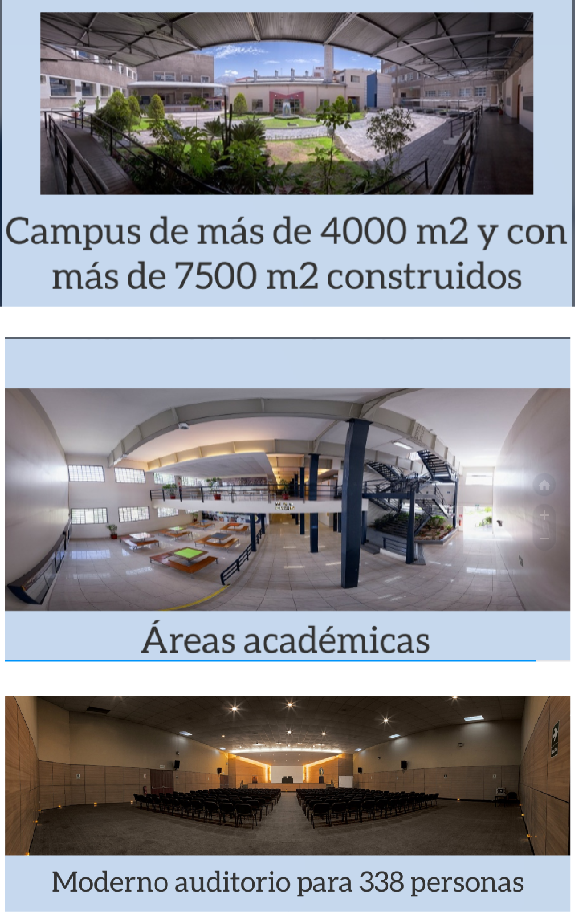 Campus de más de 4000 m2 y con
más de 7500 m2 construidos
Áreas académicas
Moderno auditorio para 338 personas